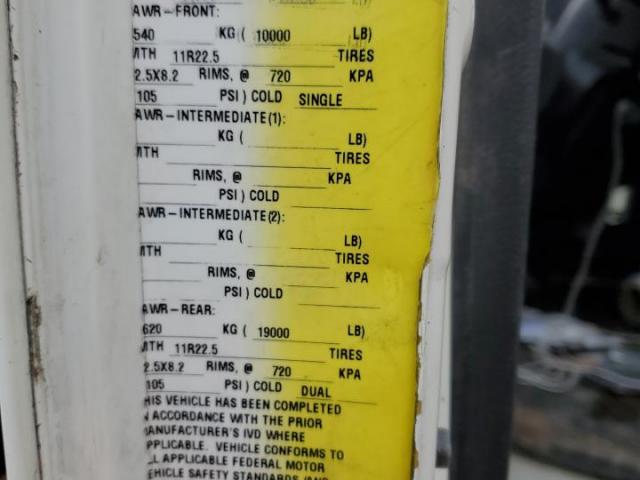 AWR-FRONT:
540 KG ( 10000 LB)
ITH 11R22.5 TIRES
2.5X8.2 RIMS, @ 720 KPA
105 PSI ) COLD SINGLE
AWR-INTERMEDIATE (1):
KG ( LB)
ITH TIRES
RIMS, @ KPA
PSI ) COLD
AWR-INTERMEDIATE (2):
KG ( LB)
ITH TIRES
RIMS, @ KPA
PSI ) COLD
AWR-REAR:
620 KG ( 19000 LB)
ITH 11R22.5 TIRES
2.5X8.2 RIMS, @ 720 KPA
105 PSI ) COLD DUAL
HIS VEHICLE HAS BEEN COMPLETED
N ACCORDANCE WITH THE PRIOR
MANUFACTURER'S IVD WHERE
PPLICABLE. VEHICLE CONFORMS TO
LL APPLICABLE FEDERAL MOTOR
EHICLE SAFETY STANDARDS (AND